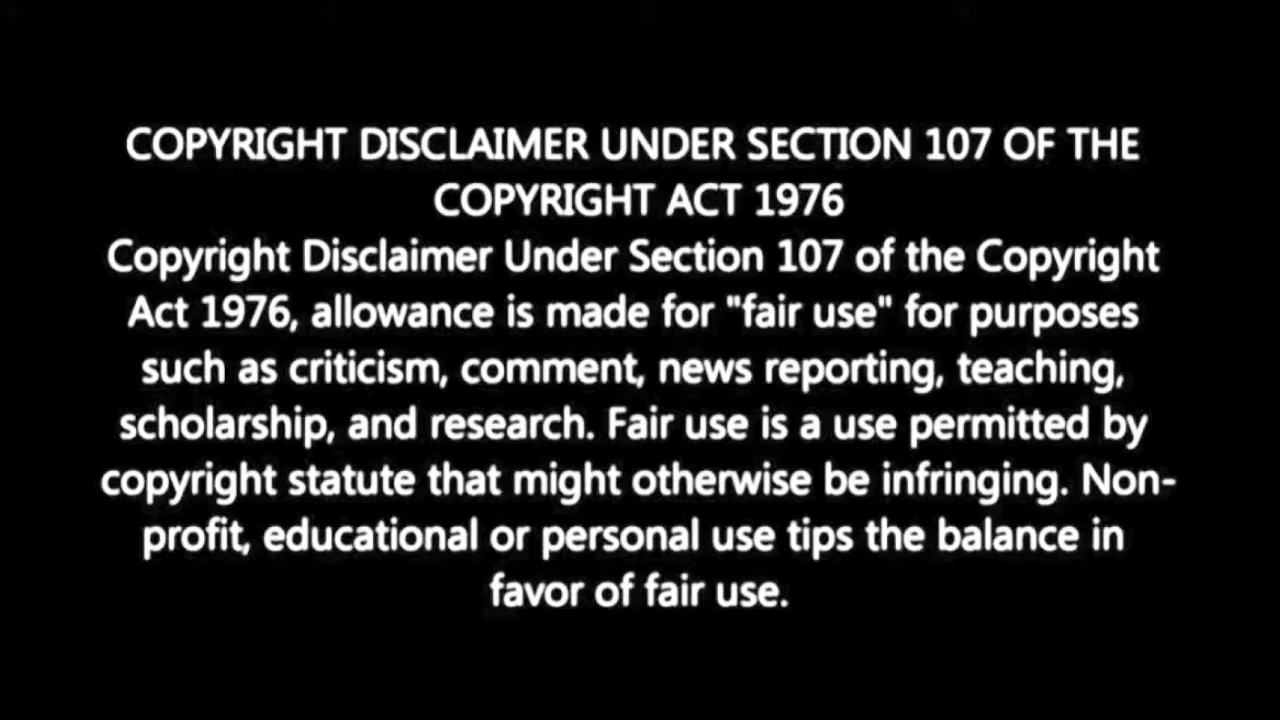 COPYRIGHT DISCLAIMER UNDER SECTION 107 OF THE
COPYRIGHT ACT 1976
Copyright Disclaimer Under Section 107 of the Copyright
Act 1976, allowance is made for "fair use" for purposes
such as criticism, comment, news reporting, teaching,
scholarship, and research. Fair use is a use permitted by
copyright statute that might otherwise be infringing. Non-
profit, educational or personal use tips the balance in
favor of fair use.